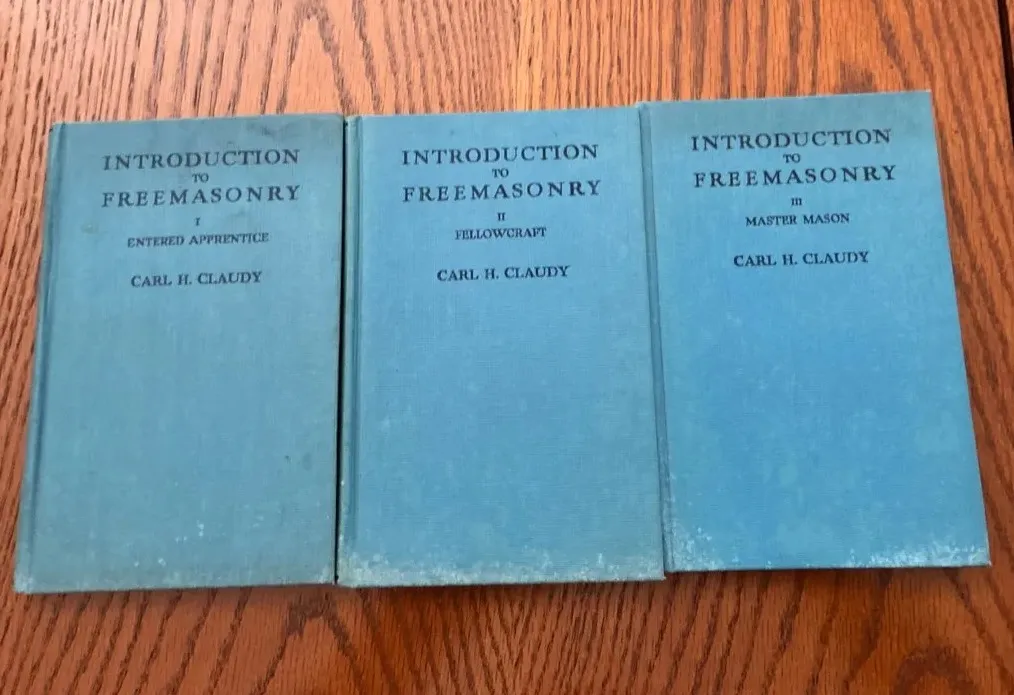 INTRODUCTION
TO
FREEMASONRY
I
ENTERED APPRENTICE
CARL H. CLAUDY
INTRODUCTION
TO
FREEMASONRY
II
FELLOWCRAFT
CARL H. CLAUDY
INTRODUCTION
TO
FREEMASONRY
III
MASTER MASON
CARL H. CLAUDY